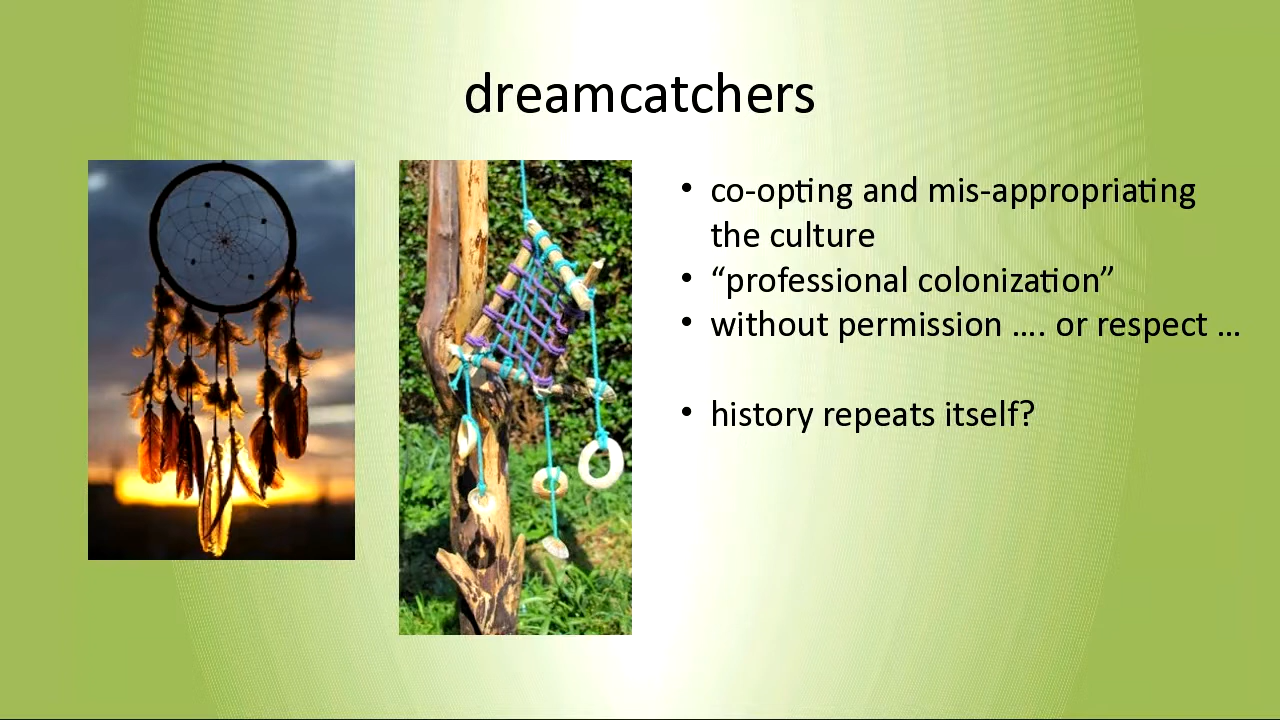 dreamcatchers
• co-opting and mis-appropriating
the culture
• “professional colonization”
• without permission .... or respect ...
• history repeats itself?